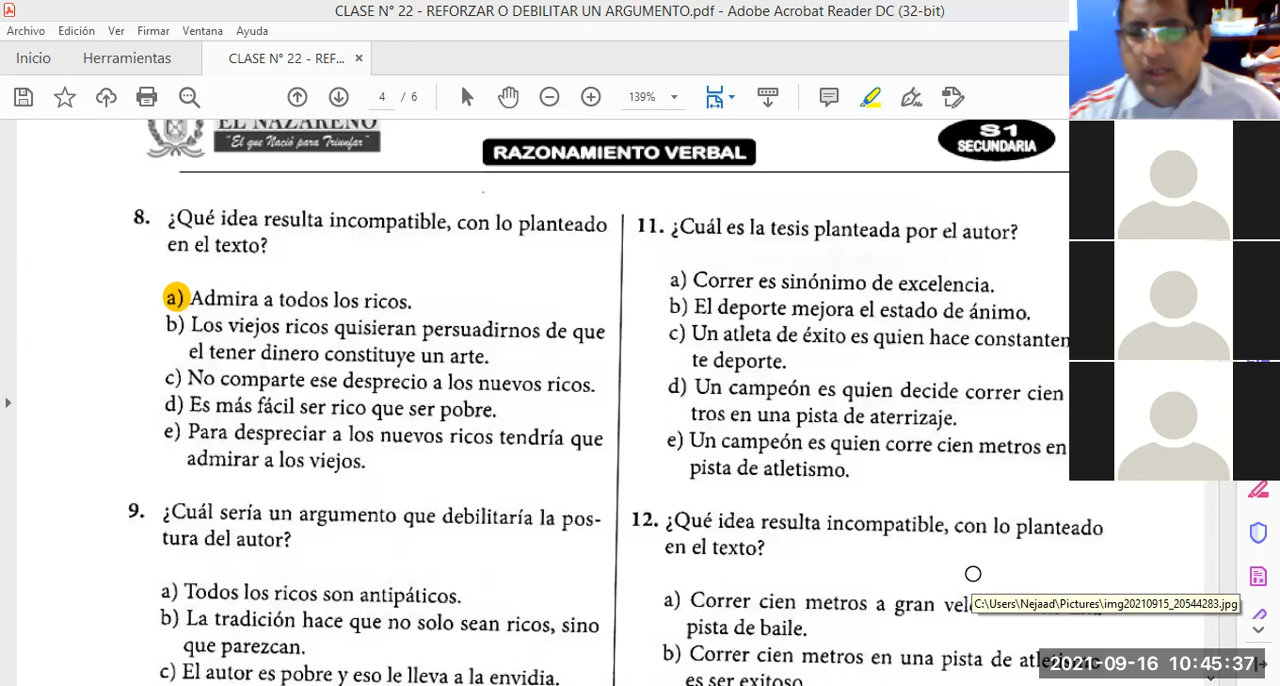 CLASE N° 22 - REFORZAR O DEBILITAR UN ARGUMENTO.pdf - Adobe Acrobat Reader DC (32-bit)
Archivo Edición Ver Firmar Ventana Ayuda
Inicio Herramientas CLASE N° 22 - REF... ×
4 / 6 139%
EL NAZARENO
"El que Nació para Triunfar"
RAZONAMIENTO VERBAL
S1
SECUNDARIA
8. ¿Qué idea resulta incompatible, con lo planteado
en el texto?
a) Admira a todos los ricos.
b) Los viejos ricos quisieran persuadirnos de que
el tener dinero constituye un arte.
c) No comparte ese desprecio a los nuevos ricos.
d) Es más fácil ser rico que ser pobre.
e) Para despreciar a los nuevos ricos tendría que
admirar a los viejos.
9. ¿Cuál sería un argumento que debilitaría la pos-
tura del autor?
a) Todos los ricos son antipáticos.
b) La tradición hace que no solo sean ricos, sino
que parezcan.
c) El autor es pobre y eso le lleva a la envidia.
11. ¿Cuál es la tesis planteada por el autor?
a) Correr es sinónimo de excelencia.
b) El deporte mejora el estado de ánimo.
c) Un atleta de éxito es quien hace constanten
te deporte.
d) Un campeón es quien decide correr cien
tros en una pista de aterrizaje.
e) Un campeón es quien corre cien metros en
pista de atletismo.
12. ¿Qué idea resulta incompatible, con lo planteado
en el texto?
a) Correr cien metros a gran
pista de baile.
b) Correr cien metros en una pista de
es ser exitoso
C:\Users\Nejaad\Pictures\img20210915_20544283.jpg
2021-09-16 10:45:37